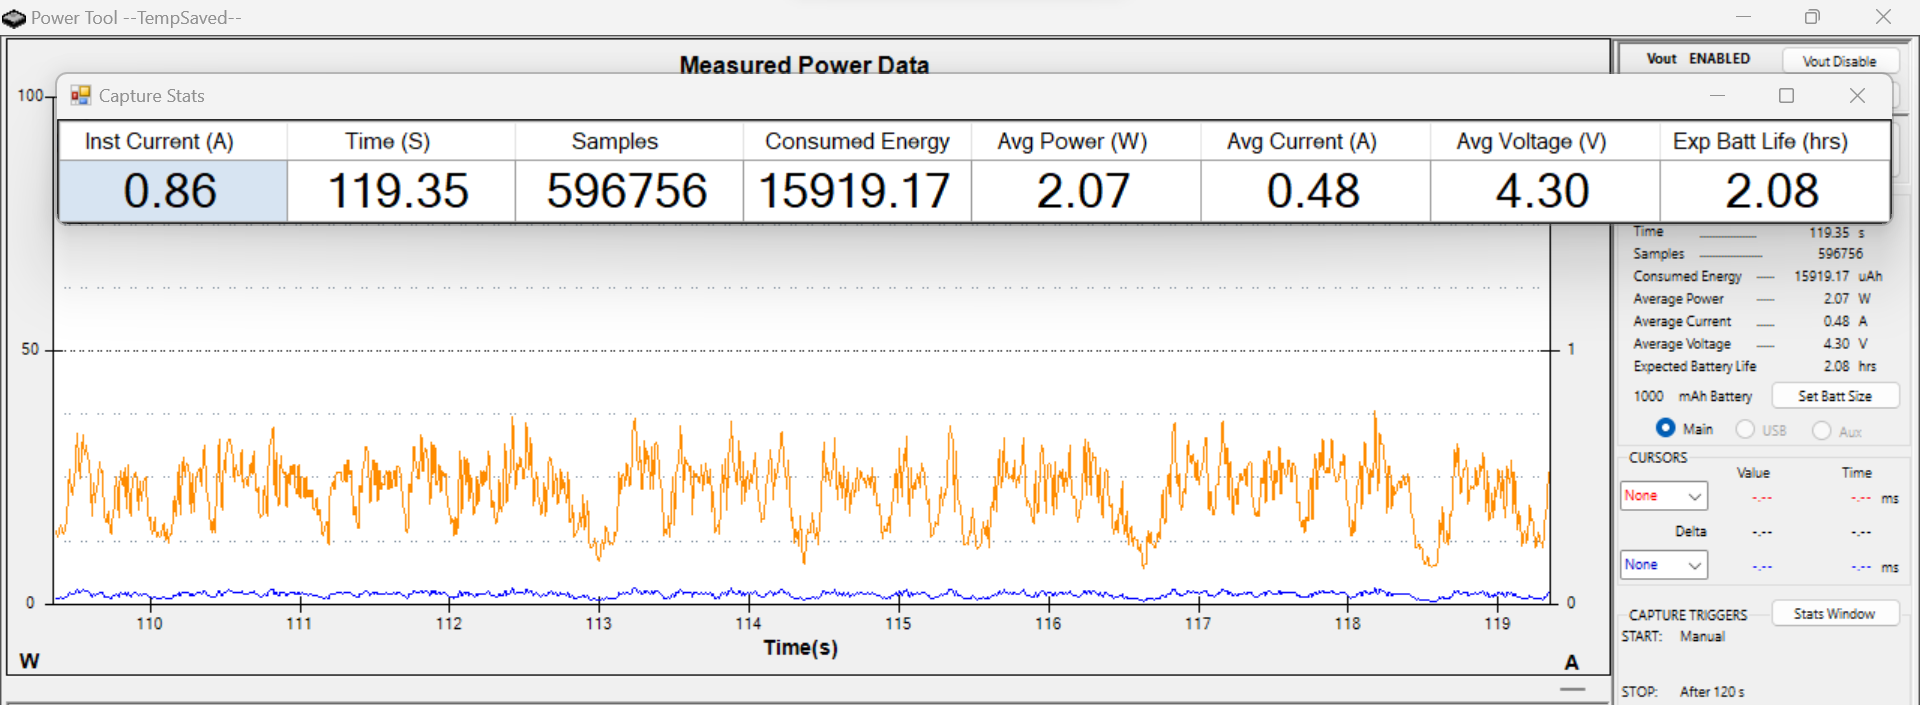 Power Tool --TempSaved--
Measured Power Data
Vout ENABLED Vout Disable
Capture Stats
Inst Current (A) Time (S) Samples Consumed Energy Avg Power (W) Avg Current (A) Avg Voltage (V) Exp Batt Life (hrs)
0.86 119.35 596756 15919.17 2.07 0.48 4.30 2.08
100
50
0
1
0
110 111 112 113 114 115 116 117 118 119
Time(s)
W
A
Time 119.35 s
Samples 596756
Consumed Energy 15919.17 uAh
Average Power 2.07 W
Average Current 0.48 A
Average Voltage 4.30 V
Expected Battery Life 2.08 hrs
1000 mAh Battery Set Batt Size
Main USB Aux
CURSORS
Value Time
None -.-- -.-- ms
Delta -.-- -.--
None -.-- -.-- ms
CAPTURE TRIGGERS Stats Window
START: Manual
STOP: After 120 s